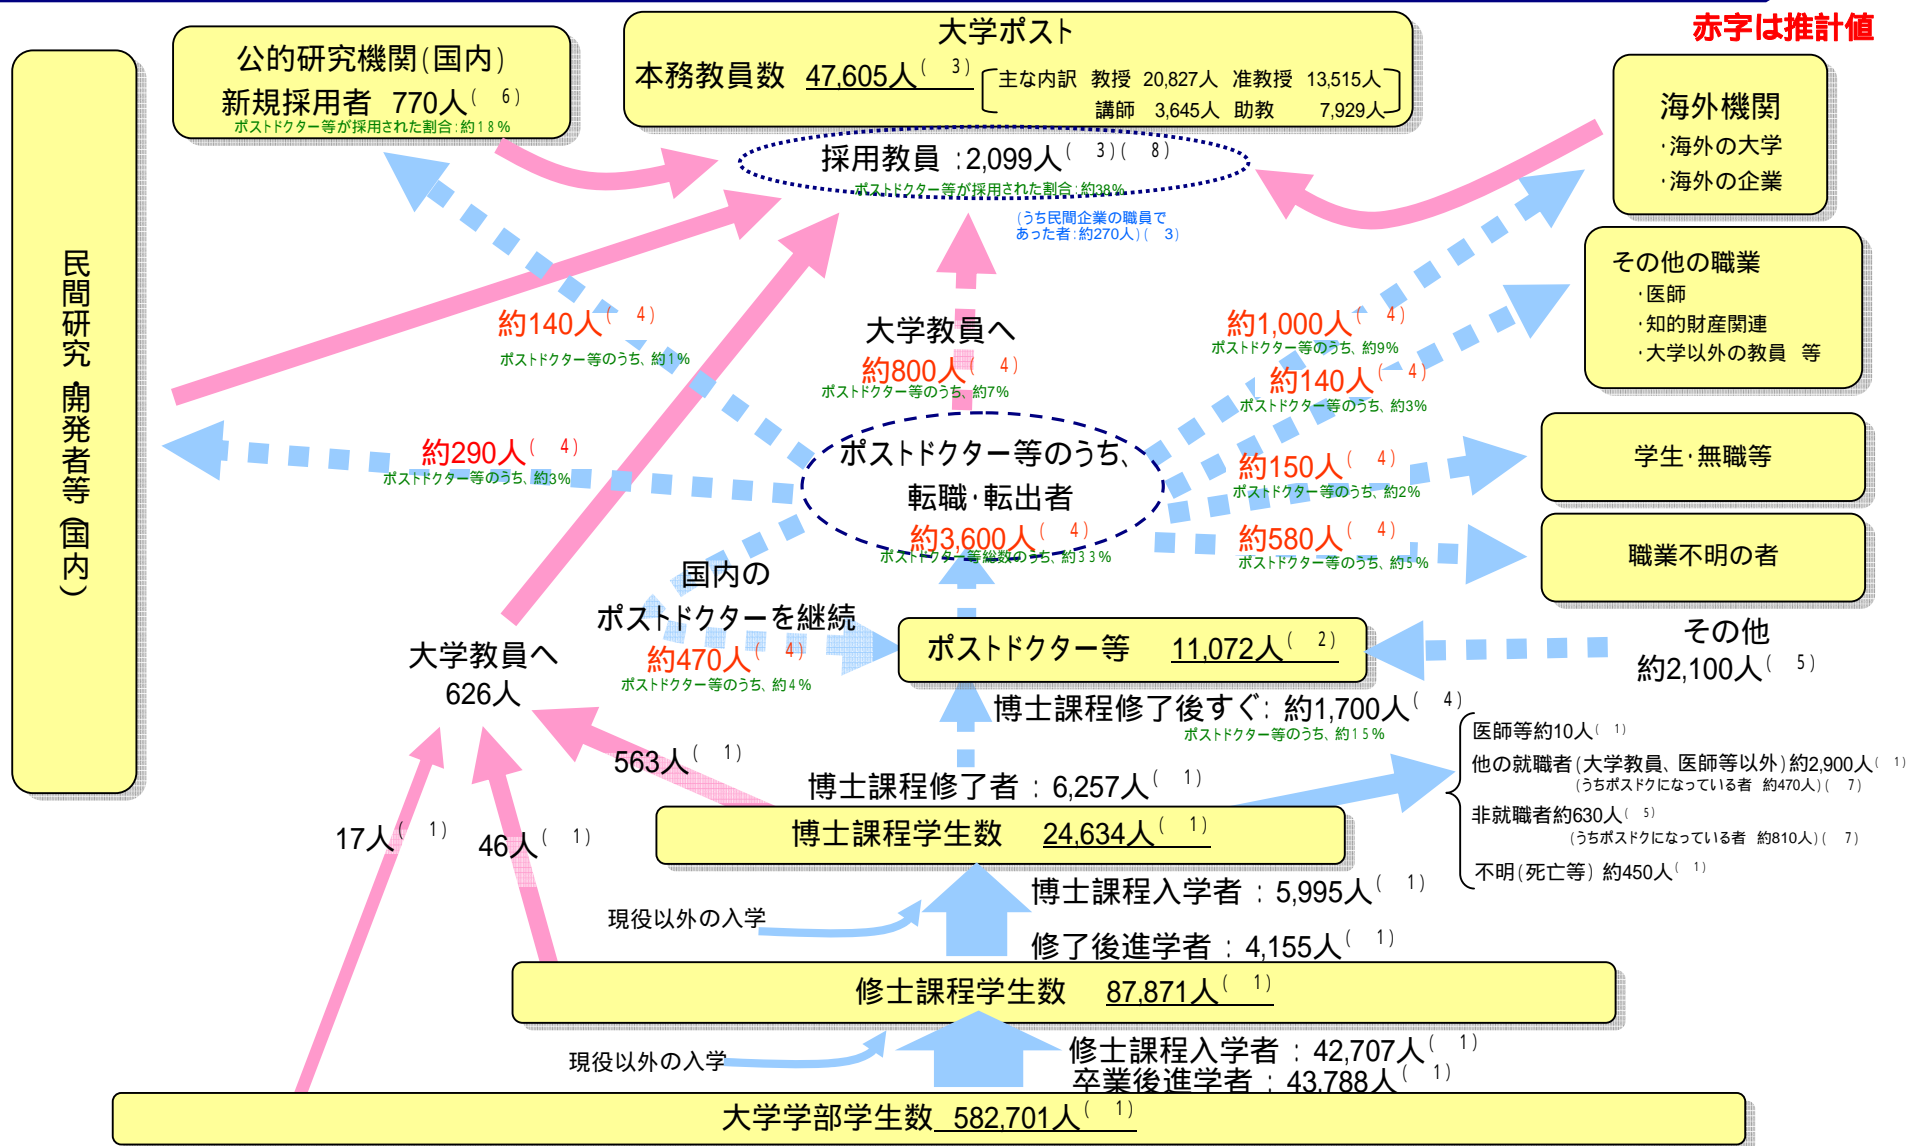 赤字は推計値
大学ポスト
本務教員数 47,605人( 3)
主な内訳 教授 20,827人 准教授 13,515人
講師 3,645人 助教 7,929人
公的研究機関(国内)
新規採用者 770人( 6)
ポストドクター等が採用された割合:約18%
海外機関
・海外の大学
・海外の企業
採用教員 :2,099人( 3)( 8)
ポストドクター等が採用された割合:約38%
(うち民間企業の職員で
あった者:約270人)( 3)
その他の職業
・医師
・知的財産関連
・大学以外の教員 等
民間研究・開発者等(国内)
約140人( 4)
ポストドクター等のうち、約1%
大学教員へ
約800人( 4)
ポストドクター等のうち、約7%
約1,000人( 4)
ポストドクター等のうち、約9%
約140人( 4)
ポストドクター等のうち、約3%
約290人( 4)
ポストドクター等のうち、約3%
ポストドクター等のうち、
転職・転出者
約3,600人( 4)
ポストドクター等総数のうち、約33%
約150人( 4)
ポストドクター等のうち、約2%
学生・無職等
約580人( 4)
ポストドクター等のうち、約5%
職業不明の者
国内の
ポストドクターを継続
約470人( 4)
ポストドクター等のうち、約4%
ポストドクター等 11,072人( 2)
その他
約2,100人( 5)
大学教員へ
626人
博士課程修了後すぐ: 約1,700人( 4)
ポストドクター等のうち、約15%
563人( 1)
博士課程修了者 : 6,257人( 1)
医師等約10人( 1)
他の就職者(大学教員、医師等以外)約2,900人( 1)
(うちポスドクになっている者 約470人)( 7)
非就職者約630人( 5)
(うちポスドクになっている者 約810人)( 7)
不明(死亡等) 約450人( 1)
博士課程学生数 24,634人( 1)
17人( 1)
46人( 1)
博士課程入学者 : 5,995人( 1)
現役以外の入学
修了後進学者 : 4,155人( 1)
修士課程学生数 87,871人( 1)
現役以外の入学
修士課程入学者 : 42,707人( 1)
卒業後進学者 : 43,788人( 1)
大学学部学生数 582,701人( 1)